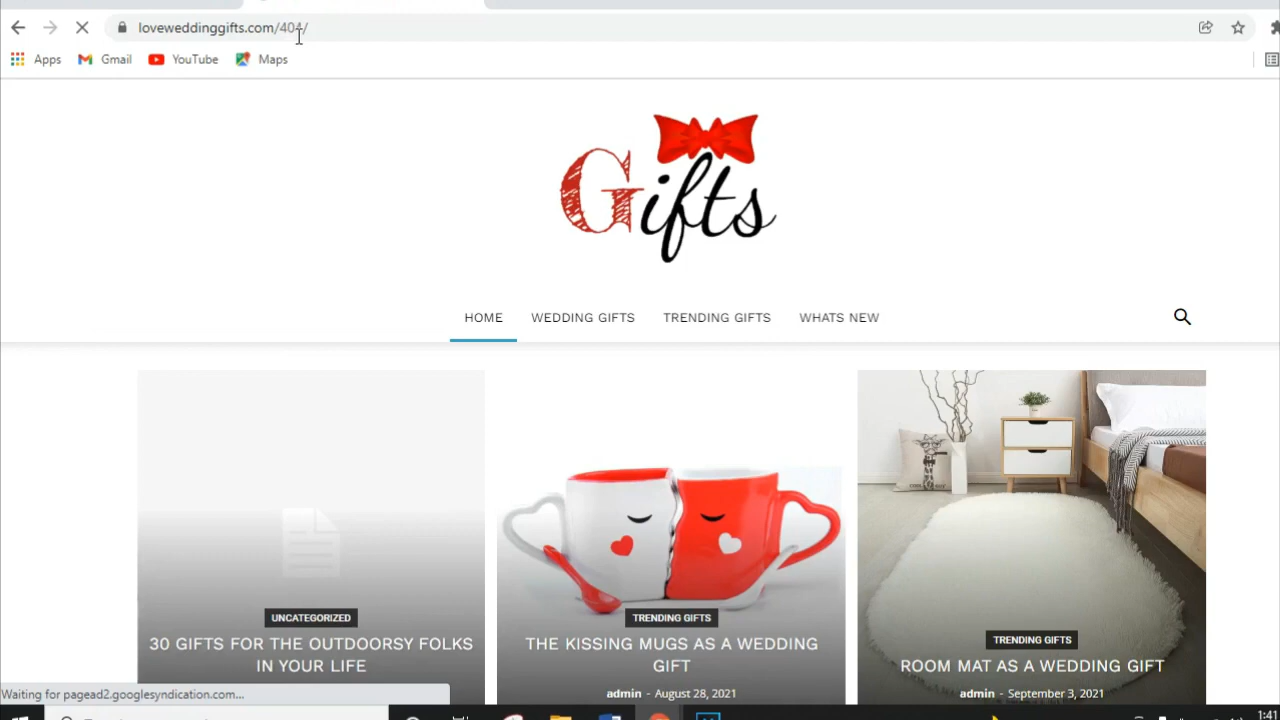 loveweddinggifts.com/404/
Apps Gmail YouTube Maps
Gifts
HOME WEDDING GIFTS TRENDING GIFTS WHATS NEW
UNCATEGORIZED
30 GIFTS FOR THE OUTDOORSY FOLKS
IN YOUR LIFE
TRENDING GIFTS
THE KISSING MUGS AS A WEDDING
GIFT
admin - August 28, 2021
TRENDING GIFTS
ROOM MAT AS A WEDDING GIFT
admin - September 3, 2021
Waiting for pagead2.googlesyndication.com...
1:41